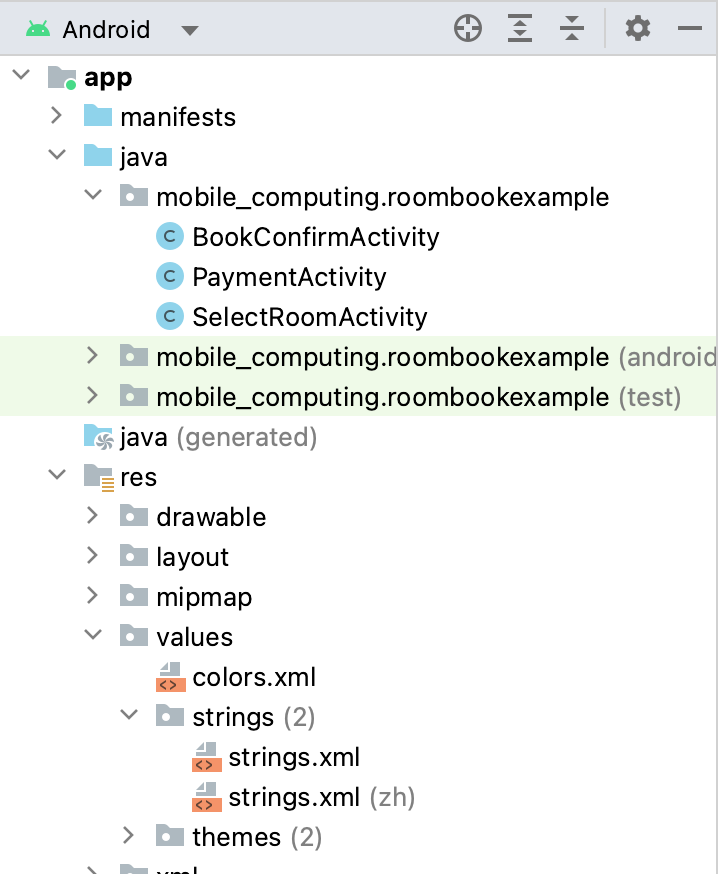 Android
app
manifests
java
mobile_computing.roombookexample
C BookConfirmActivity
C PaymentActivity
C SelectRoomActivity
mobile_computing.roombookexample (android
mobile_computing.roombookexample (test)
java (generated)
res
drawable
layout
mipmap
values
colors.xml
strings (2)
strings.xml
strings.xml (zh)
themes (2)
xml